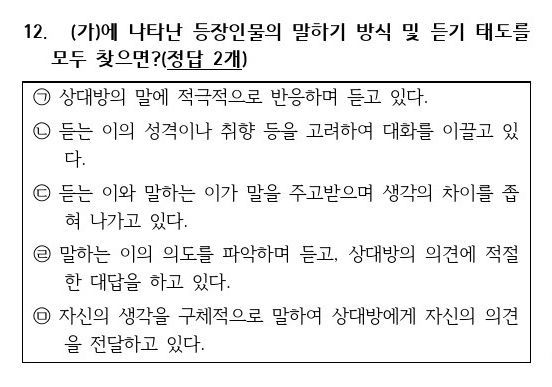 12. (가)에 나타난 등장인물의 말하기 방식 및 듣기 태도를
모두 찾으면?(정답 2개)
㉠ 상대방의 말에 적극적으로 반응하며 듣고 있다.
㉡ 듣는 이의 성격이나 취향 등을 고려하여 대화를 이끌고 있
다.
㉢ 듣는 이와 말하는 이가 말을 주고받으며 생각의 차이를 좁
혀 나가고 있다.
㉣ 말하는 이의 의도를 파악하며 듣고, 상대방의 의견에 적절
한 대답을 하고 있다.
㉤ 자신의 생각을 구체적으로 말하여 상대방에게 자신의 의견
을 전달하고 있다.